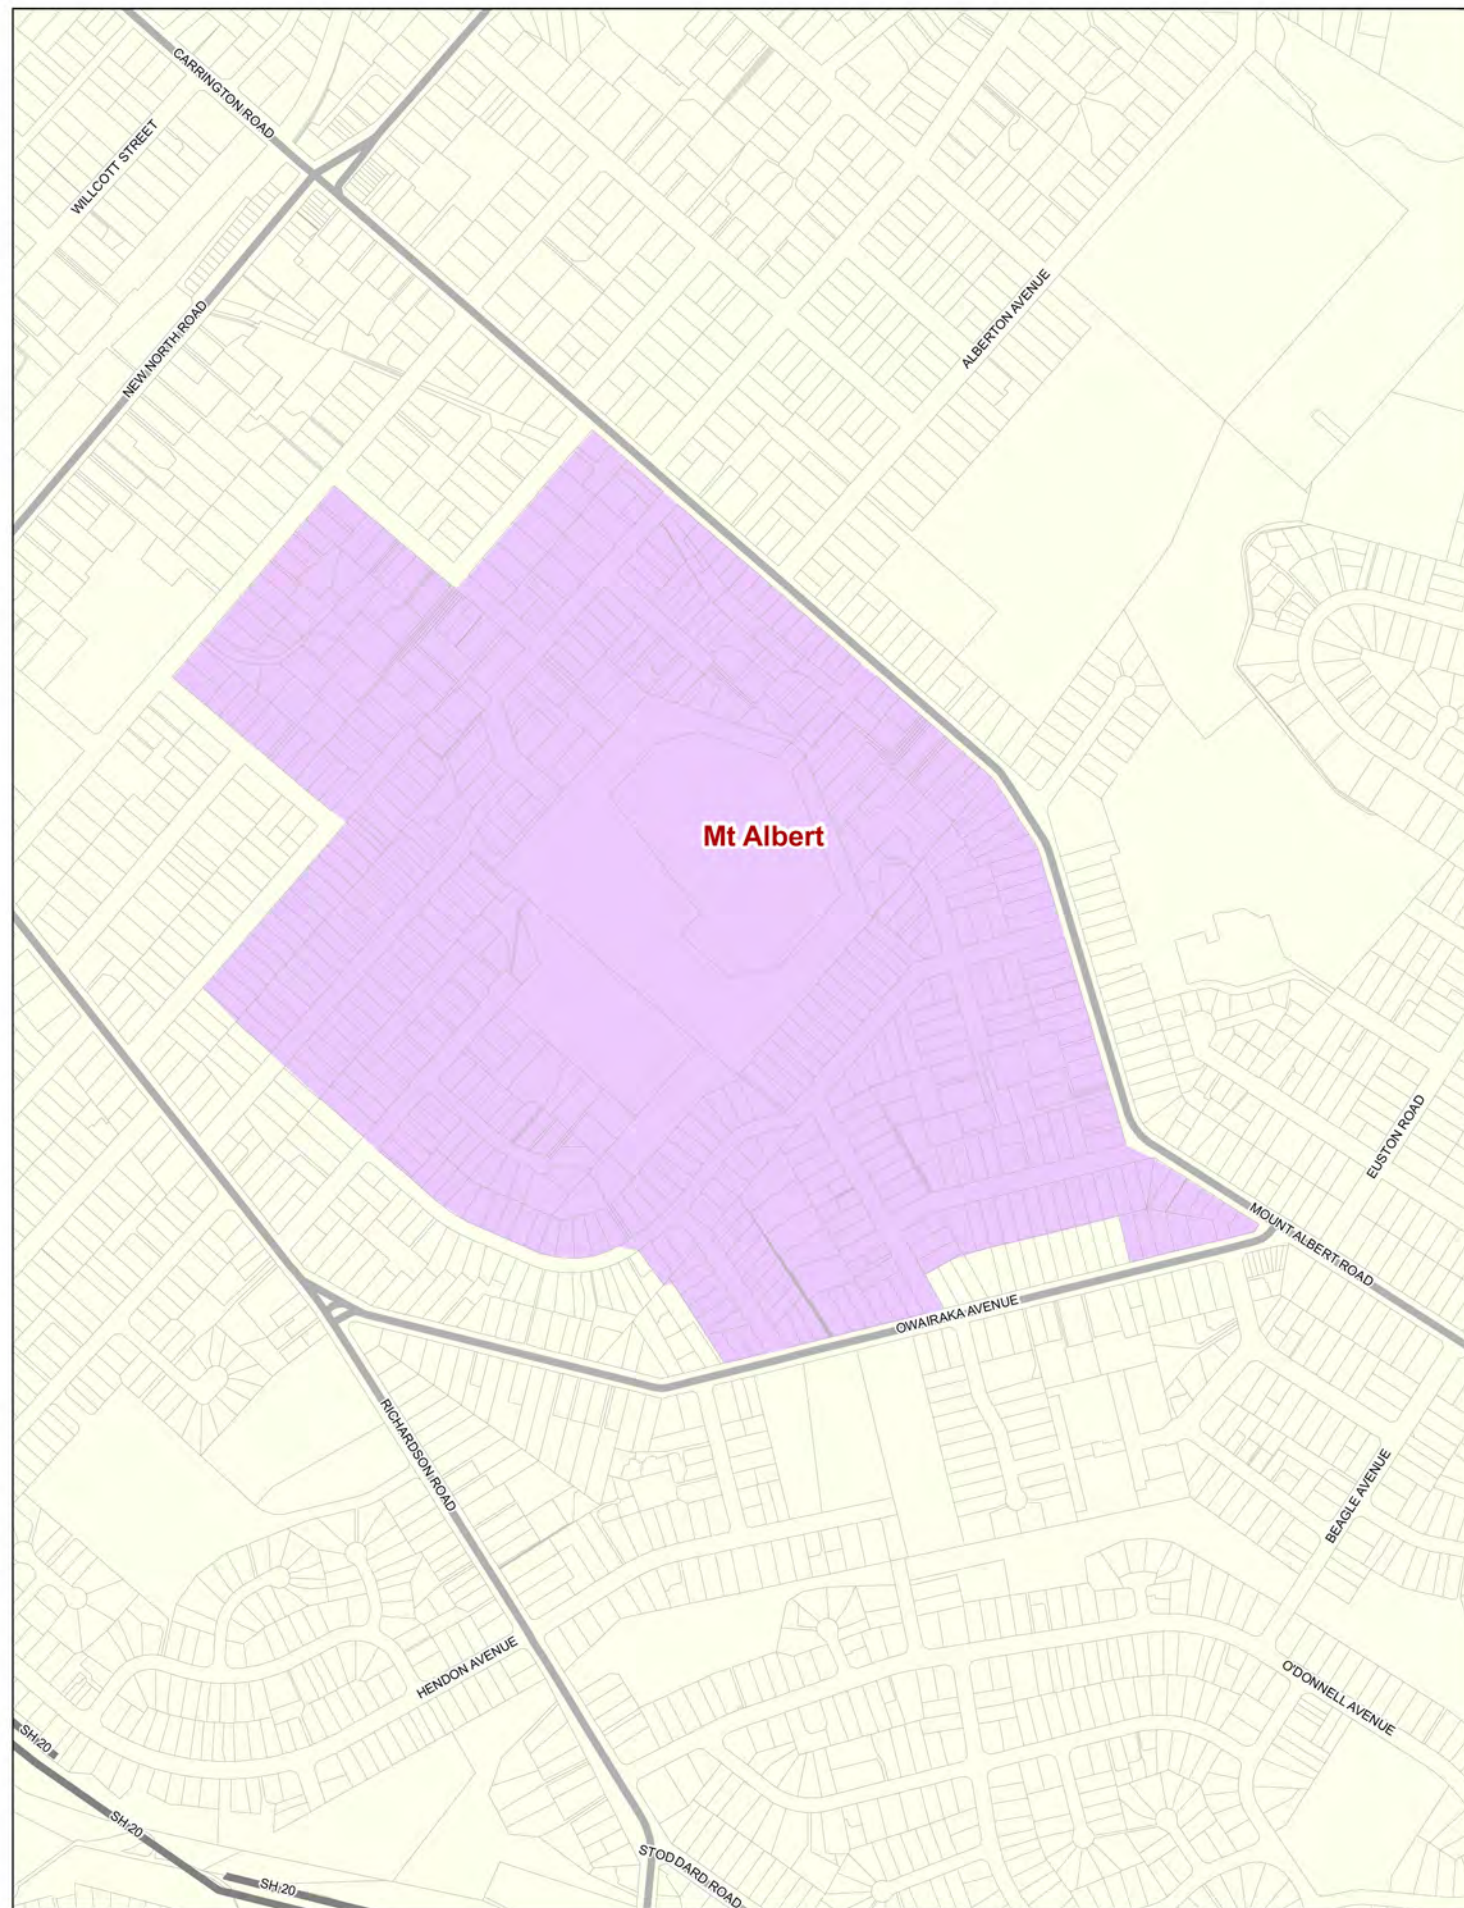 CARRINGTON ROAD
WILLCOTT STREET
NEW NORTH ROAD
ALBERTON AVENUE
Mt Albert
EUSTON ROAD
MOUNT ALBERT ROAD
OWAIRAKA AVENUE
RICHARDSON ROAD
BEAGLE AVENUE
HENDON AVENUE
O'DONNELL AVENUE
SH 20
SH 20
SH 20
STODDARD ROAD